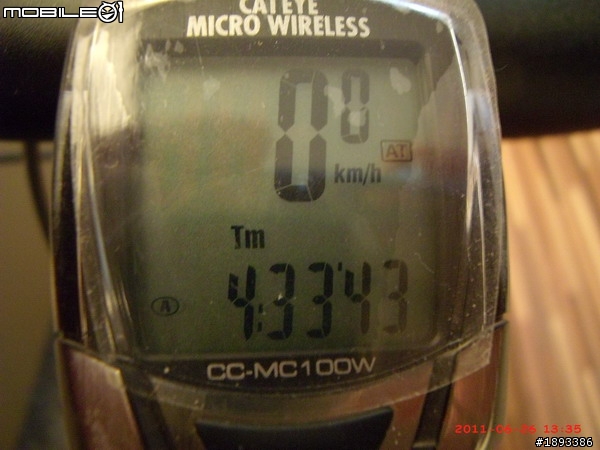 MOBILE01
CATEYE
MICRO WIRELESS
0.0
AT
km/h
Tm
A
4:33'43
CC-MC100W
2011-06-06 13:35
#1893386